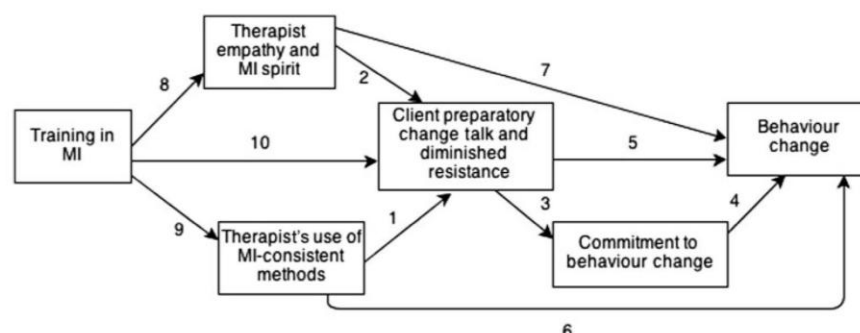 Therapist
empathy and
MI spirit
7
8
2
Client preparatory
change talk and
diminished
resistance
Behaviour
change
Training in
MI
10
5
9
1
3
4
Therapist's use of
MI-consistent
methods
Commitment to
behaviour change
6